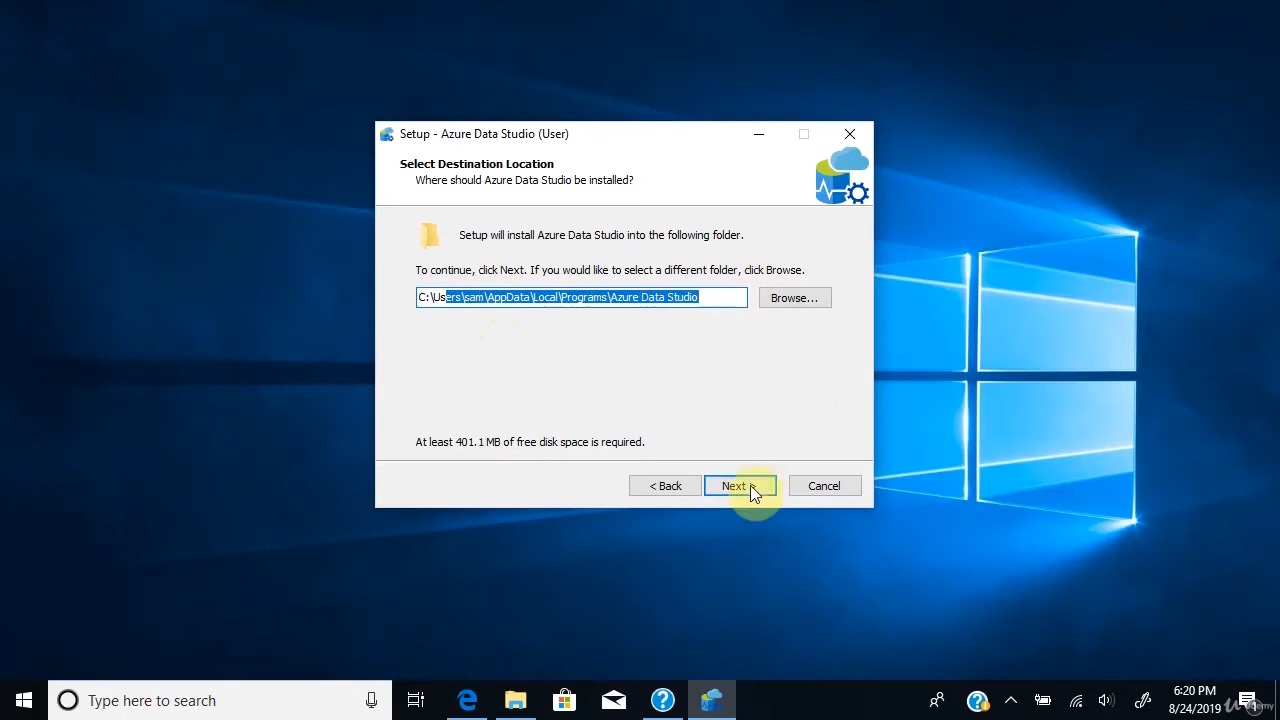 Setup - Azure Data Studio (User)
Select Destination Location
Where should Azure Data Studio be installed?
Setup will install Azure Data Studio into the following folder.
To continue, click Next. If you would like to select a different folder, click Browse.
C:\Users\sam\AppData\Local\Programs\Azure Data Studio
Browse...
At least 401.1 MB of free disk space is required.
< Back
Next >
Cancel
Type here to search
6:20 PM
8/24/2019
Udemy